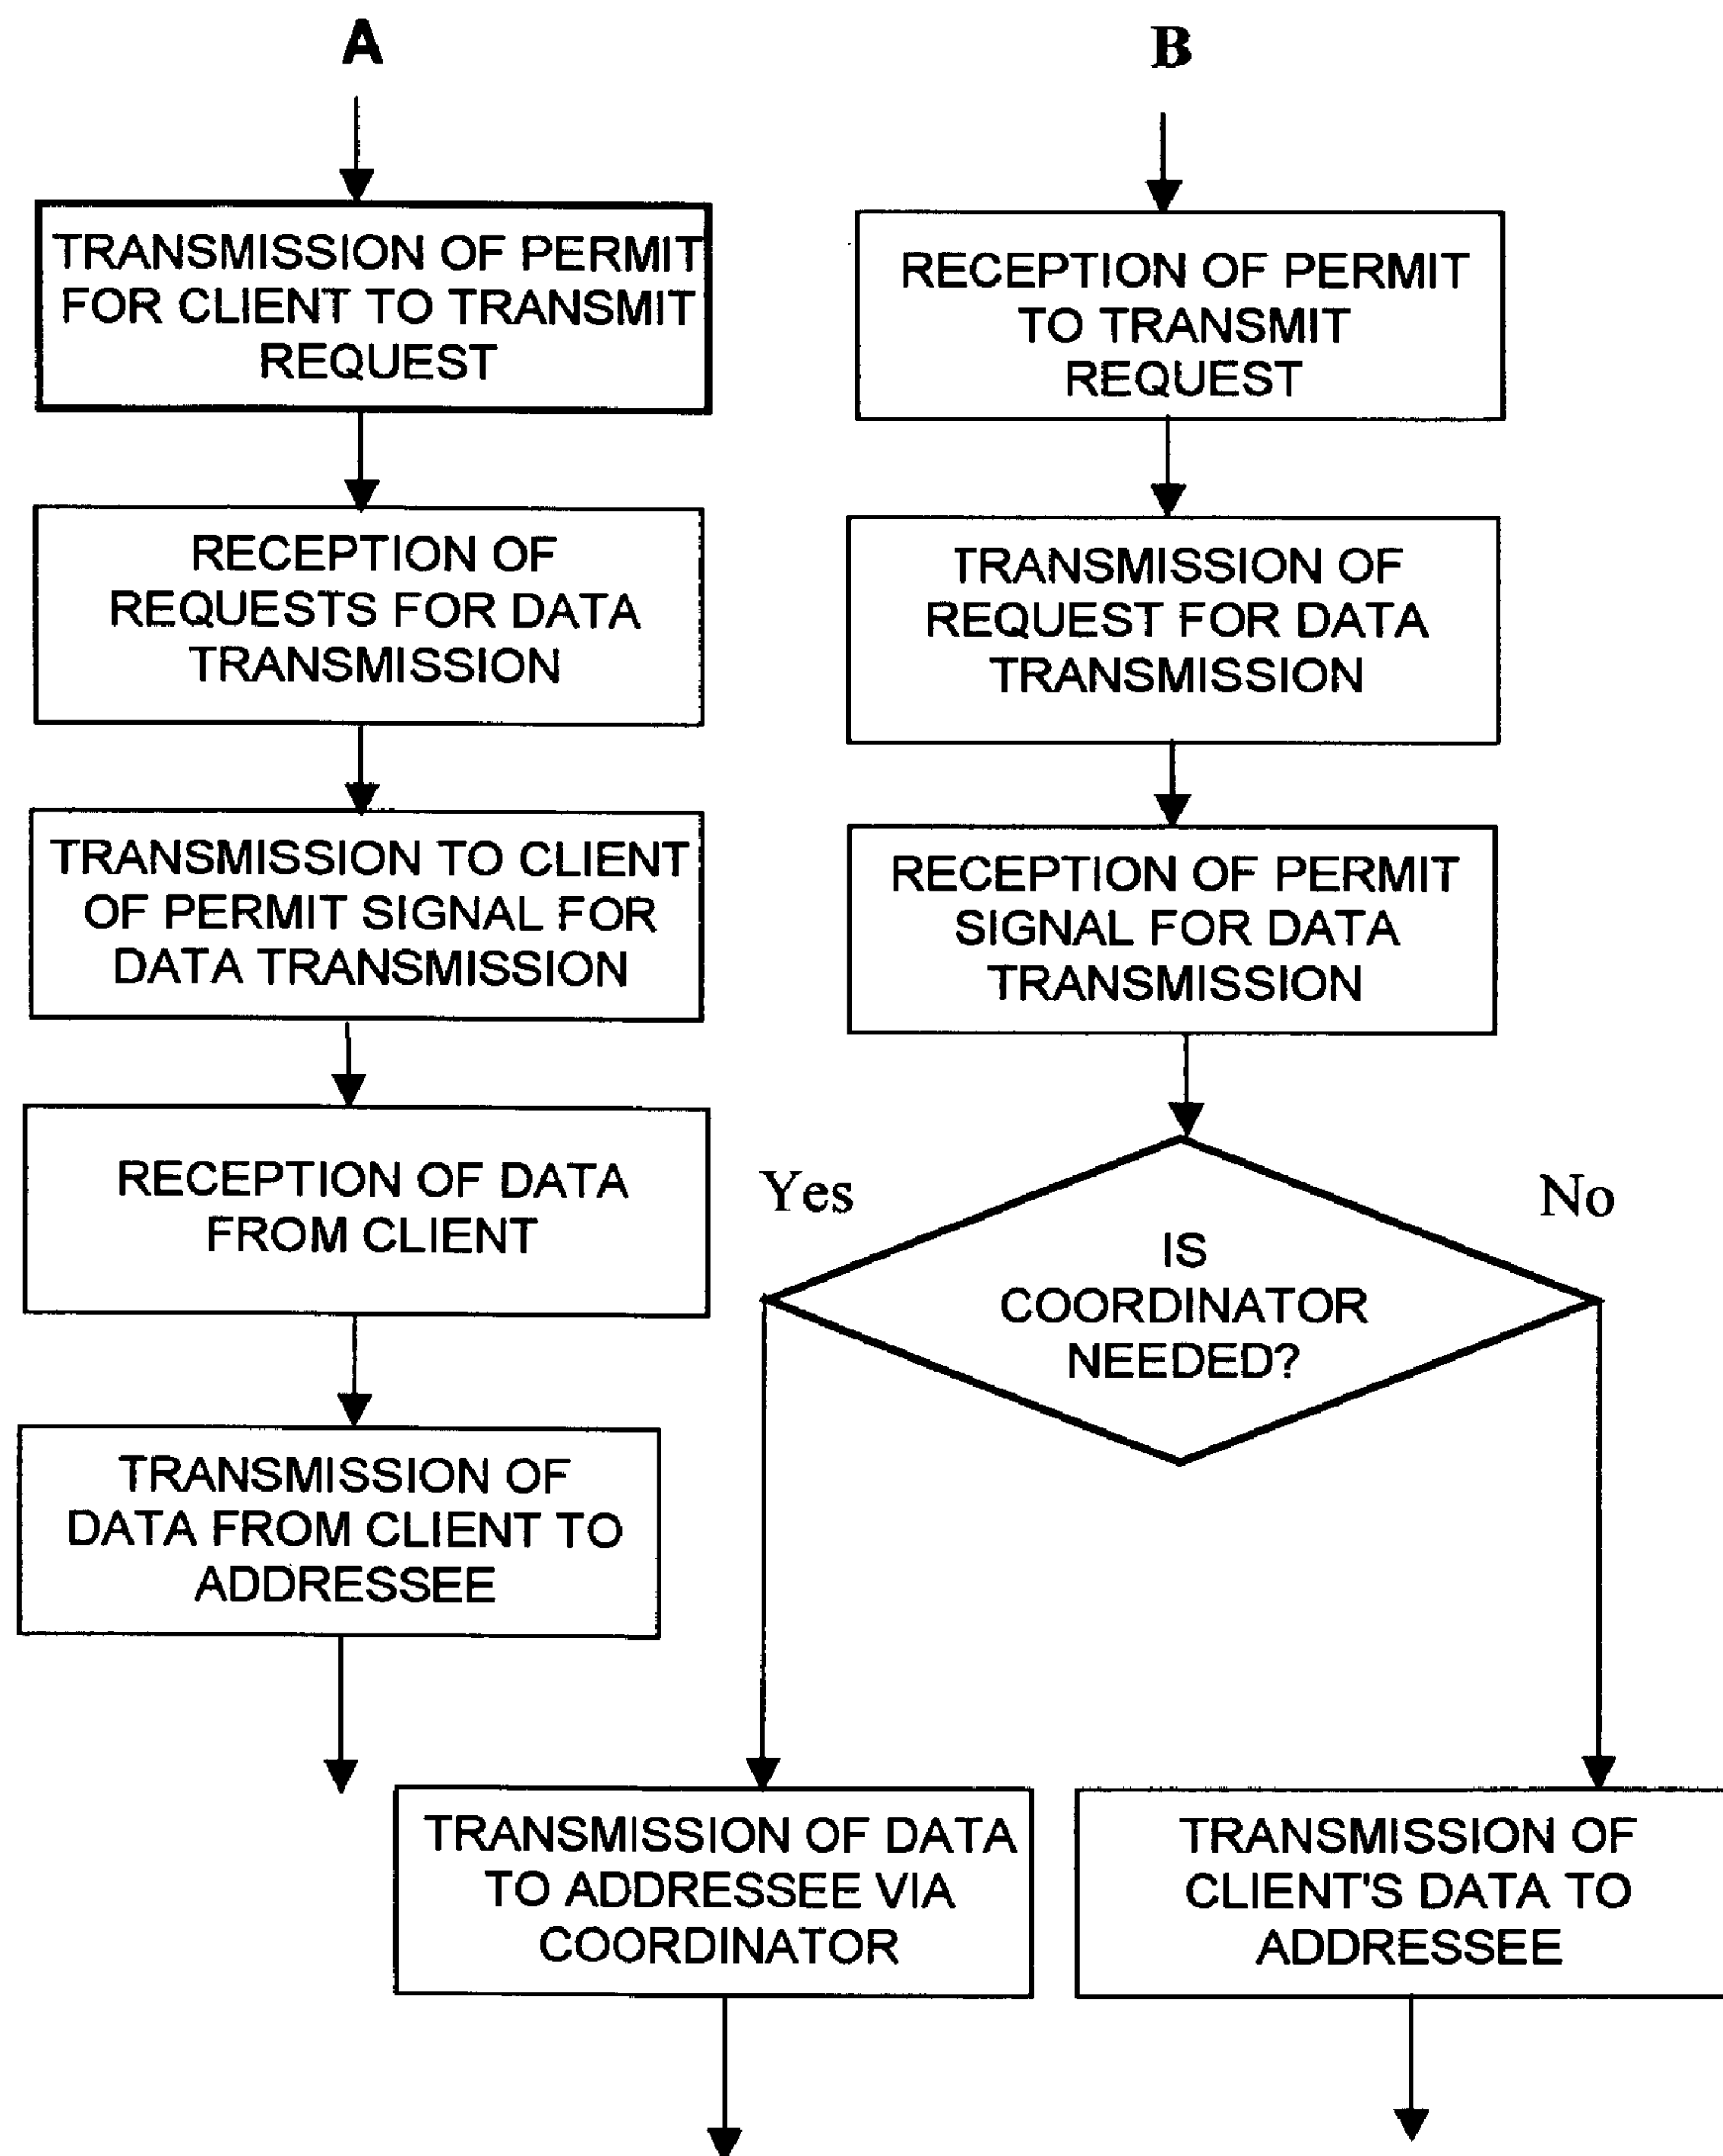 A
TRANSMISSION OF PERMIT
FOR CLIENT TO TRANSMIT
REQUEST
RECEPTION OF
REQUESTS FOR DATA
TRANSMISSION
TRANSMISSION TO CLIENT
OF PERMIT SIGNAL FOR
DATA TRANSMISSION
RECEPTION OF DATA
FROM CLIENT
TRANSMISSION OF
DATA FROM CLIENT TO
ADDRESSEE
B
RECEPTION OF PERMIT
TO TRANSMIT
REQUEST
TRANSMISSION OF
REQUEST FOR DATA
TRANSMISSION
RECEPTION OF PERMIT
SIGNAL FOR DATA
TRANSMISSION
Yes
No
IS
COORDINATOR
NEEDED?
TRANSMISSION OF DATA
TO ADDRESSEE VIA
COORDINATOR
TRANSMISSION OF
CLIENT'S DATA TO
ADDRESSEE